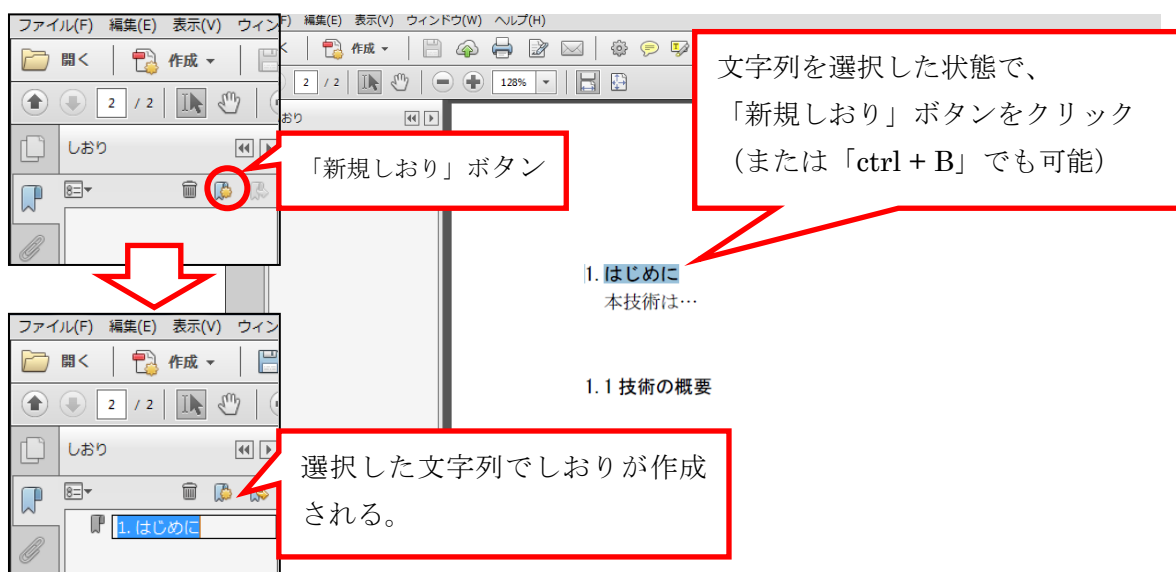 ファイル(F) 編集(E) 表示(V) ウィン
開く 作成
2 / 2
しおり
F) 編集(E) 表示(V) ウィンドウ(W) ヘルプ(H)
作成
2 / 2 128%
おり
「新規しおり」ボタン
文字列を選択した状態で、
「新規しおり」ボタンをクリック
（または「ctrl + B」でも可能）
1. はじめに
本技術は…
1.1 技術の概要
ファイル(F) 編集(E) 表示(V) ウィン
開く 作成
2 / 2
しおり
1. はじめに
選択した文字列でしおりが作成
される。